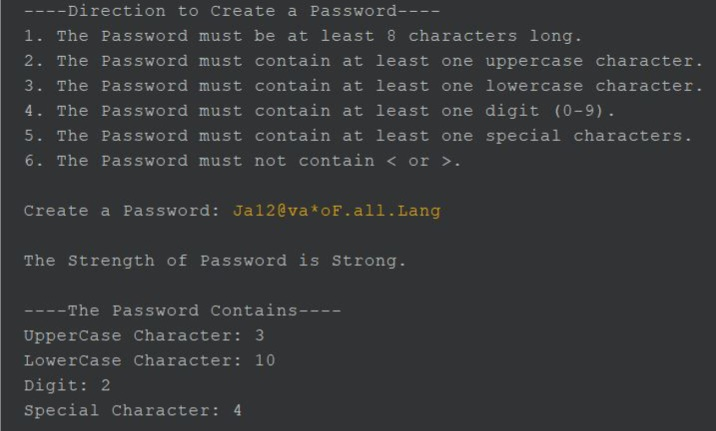 ----Direction to Create a Password----
1. The Password must be at least 8 characters long.
2. The Password must contain at least one uppercase character.
3. The Password must contain at least one lowercase character.
4. The Password must contain at least one digit (0-9).
5. The Password must contain at least one special characters.
6. The Password must not contain < or >.
Create a Password: Ja12@va*oF.all.Lang
The Strength of Password is Strong.
----The Password Contains----
UpperCase Character: 3
LowerCase Character: 10
Digit: 2
Special Character: 4